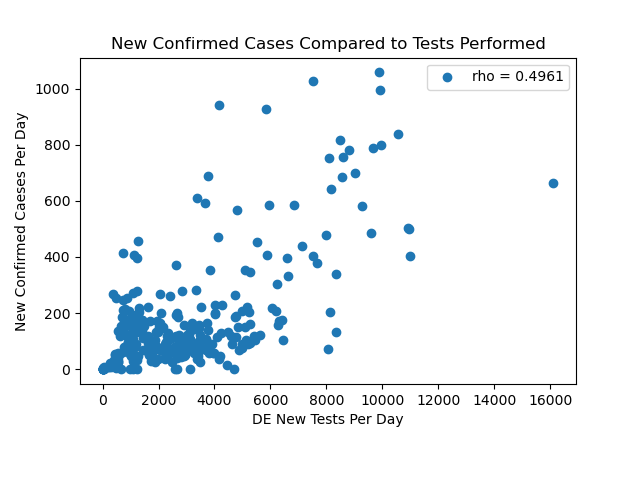 New Confirmed Cases Compared to Tests Performed
rho = 0.4961
New Confirmed Caeses Per Day
1000
800
600
400
200
0
0 2000 4000 6000 8000 10000 12000 14000 16000
DE New Tests Per Day